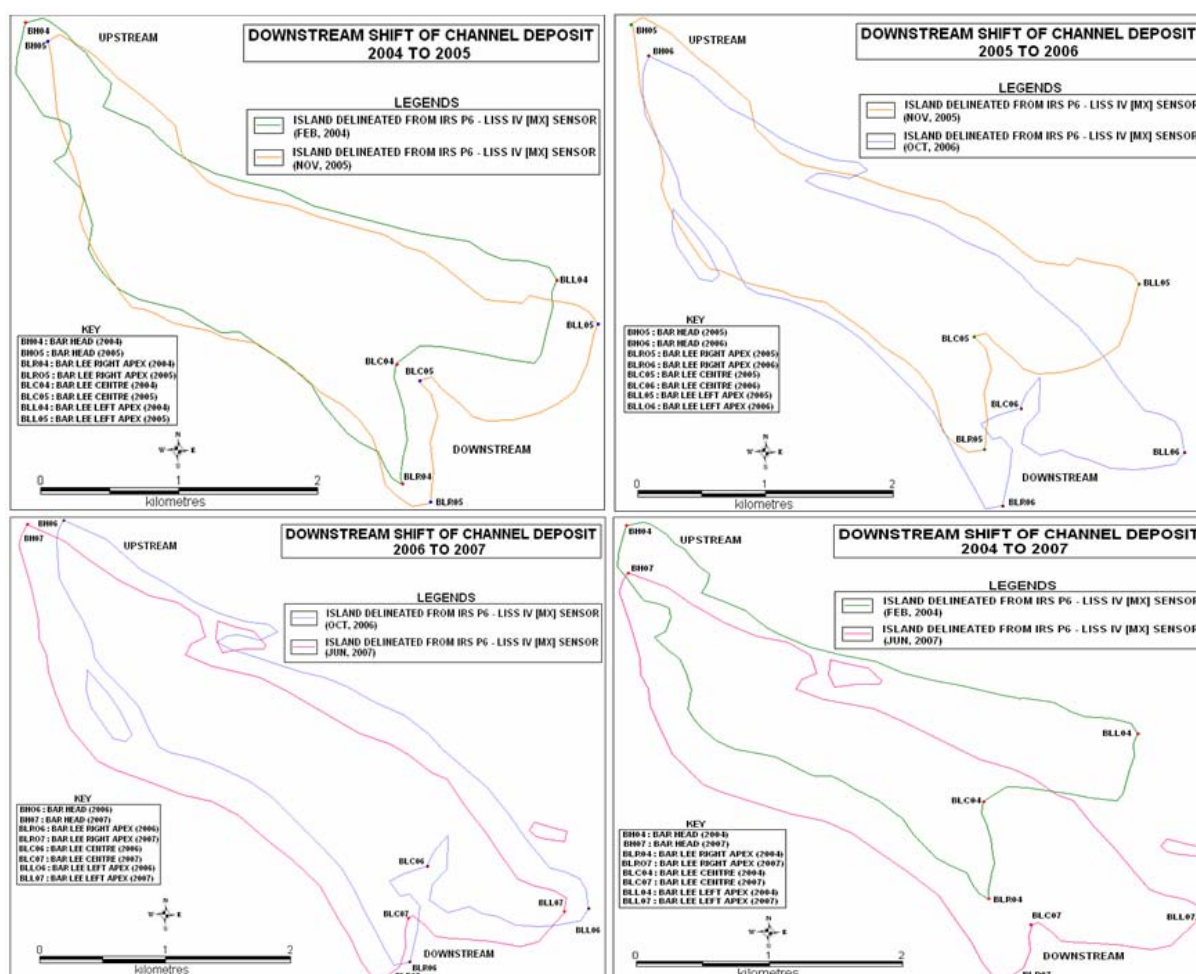 BH04
BH05
UPSTREAM
DOWNSTREAM SHIFT OF CHANNEL DEPOSIT
2004 TO 2005
LEGENDS
ISLAND DELINEATED FROM IRS P6 - LISS IV [MX] SENSOR
(FEB, 2004)
ISLAND DELINEATED FROM IRS P6 - LISS IV [MX] SENSOR
(NOV, 2005)
BLL04
BLL05
BLC04
BLC05
KEY
BH04 : BAR HEAD (2004)
BH05 : BAR HEAD (2005)
BLR04 : BAR LEE RIGHT APEX (2004)
BLR05 : BAR LEE RIGHT APEX (2005)
BLC04 : BAR LEE CENTRE (2004)
BLC05 : BAR LEE CENTRE (2005)
BLL04 : BAR LEE LEFT APEX (2004)
BLL05 : BAR LEE LEFT APEX (2005)
N
W E
S
DOWNSTREAM
BLR04
BLR05
0 1 2
kilometres
BH05
BH06
UPSTREAM
DOWNSTREAM SHIFT OF CHANNEL DEPOSIT
2005 TO 2006
LEGENDS
ISLAND DELINEATED FROM IRS P6 - LISS IV [MX] SENSOR
(NOV, 2005)
ISLAND DELINEATED FROM IRS P6 - LISS IV [MX] SENSOR
(OCT, 2006)
BLL05
BLC05
KEY
BH05 : BAR HEAD (2005)
BH06 : BAR HEAD (2006)
BLR05 : BAR LEE RIGHT APEX (2005)
BLR06 : BAR LEE RIGHT APEX (2006)
BLC05 : BAR LEE CENTRE (2005)
BLC06 : BAR LEE CENTRE (2006)
BLL05 : BAR LEE LEFT APEX (2005)
BLL06 : BAR LEE LEFT APEX (2006)
BLC06
BLR05
BLL06
N
W E
S
DOWNSTREAM
BLR06
0 1 2
kilometres
BH06
BH07
UPSTREAM
DOWNSTREAM SHIFT OF CHANNEL DEPOSIT
2006 TO 2007
LEGENDS
ISLAND DELINEATED FROM IRS P6 - LISS IV [MX] SENSOR
(OCT, 2006)
ISLAND DELINEATED FROM IRS P6 - LISS IV [MX] SENSOR
(JUN, 2007)
KEY
BH06 : BAR HEAD (2006)
BH07 : BAR HEAD (2007)
BLR06 : BAR LEE RIGHT APEX (2006)
BLR07 : BAR LEE RIGHT APEX (2007)
BLC06 : BAR LEE CENTRE (2006)
BLC07 : BAR LEE CENTRE (2007)
BLL06 : BAR LEE LEFT APEX (2006)
BLL07 : BAR LEE LEFT APEX (2007)
BLC06
BLC07
BLL07
BLL06
N
W E
S
DOWNSTREAM
BLR06
0 1 2
kilometres
BH04
BH07
UPSTREAM
DOWNSTREAM SHIFT OF CHANNEL DEPOSIT
2004 TO 2007
LEGENDS
ISLAND DELINEATED FROM IRS P6 - LISS IV [MX] SENSOR
(FEB, 2004)
ISLAND DELINEATED FROM IRS P6 - LISS IV [MX] SENSOR
(JUN, 2007)
BLL04
BLC04
KEY
BH04 : BAR HEAD (2004)
BH07 : BAR HEAD (2007)
BLR04 : BAR LEE RIGHT APEX (2004)
BLR07 : BAR LEE RIGHT APEX (2007)
BLC04 : BAR LEE CENTRE (2004)
BLC07 : BAR LEE CENTRE (2007)
BLL04 : BAR LEE LEFT APEX (2004)
BLL07 : BAR LEE LEFT APEX (2007)
BLR04
BLC07
BLL07
N
W E
S
DOWNSTREAM
BLR07
0 1 2
kilometres